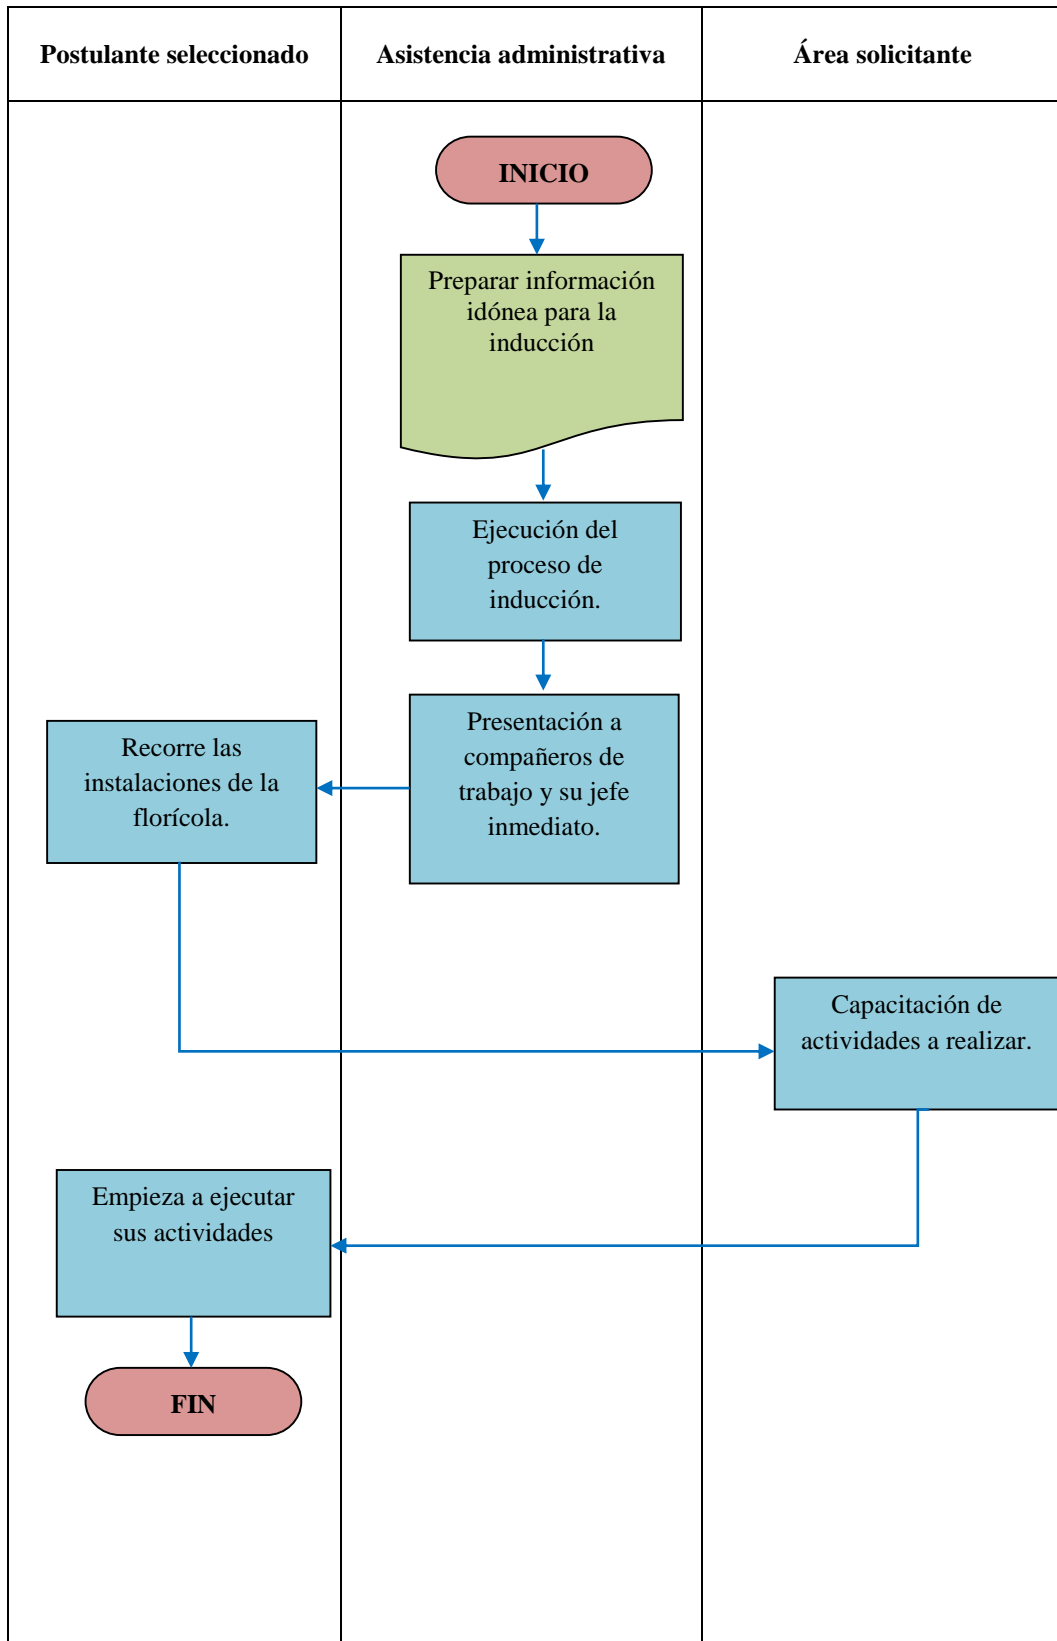 Postulante seleccionado
Asistencia administrativa
Área solicitante
INICIO
Preparar información
idónea para la
inducción
Ejecución del
proceso de
inducción.
Presentación a
compañeros de
trabajo y su jefe
inmediato.
Recorre las
instalaciones de la
florícola.
Capacitación de
actividades a realizar.
Empieza a ejecutar
sus actividades
FIN